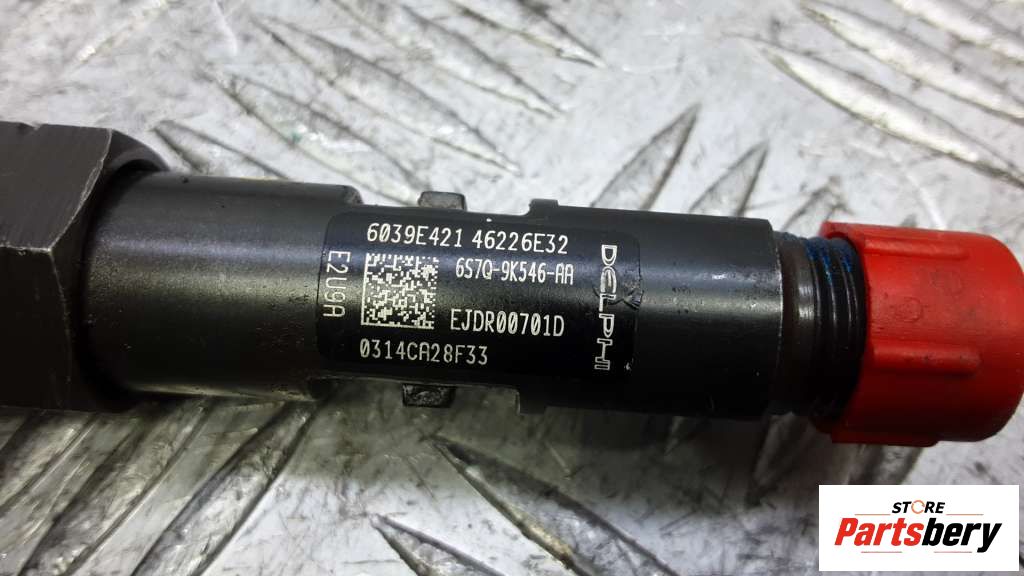 6039E421 46226E32
6S7Q-9K546-AA
E2U9A
EJDR00701D
0314CA28F33
DELPHI
STORE
Partsbery